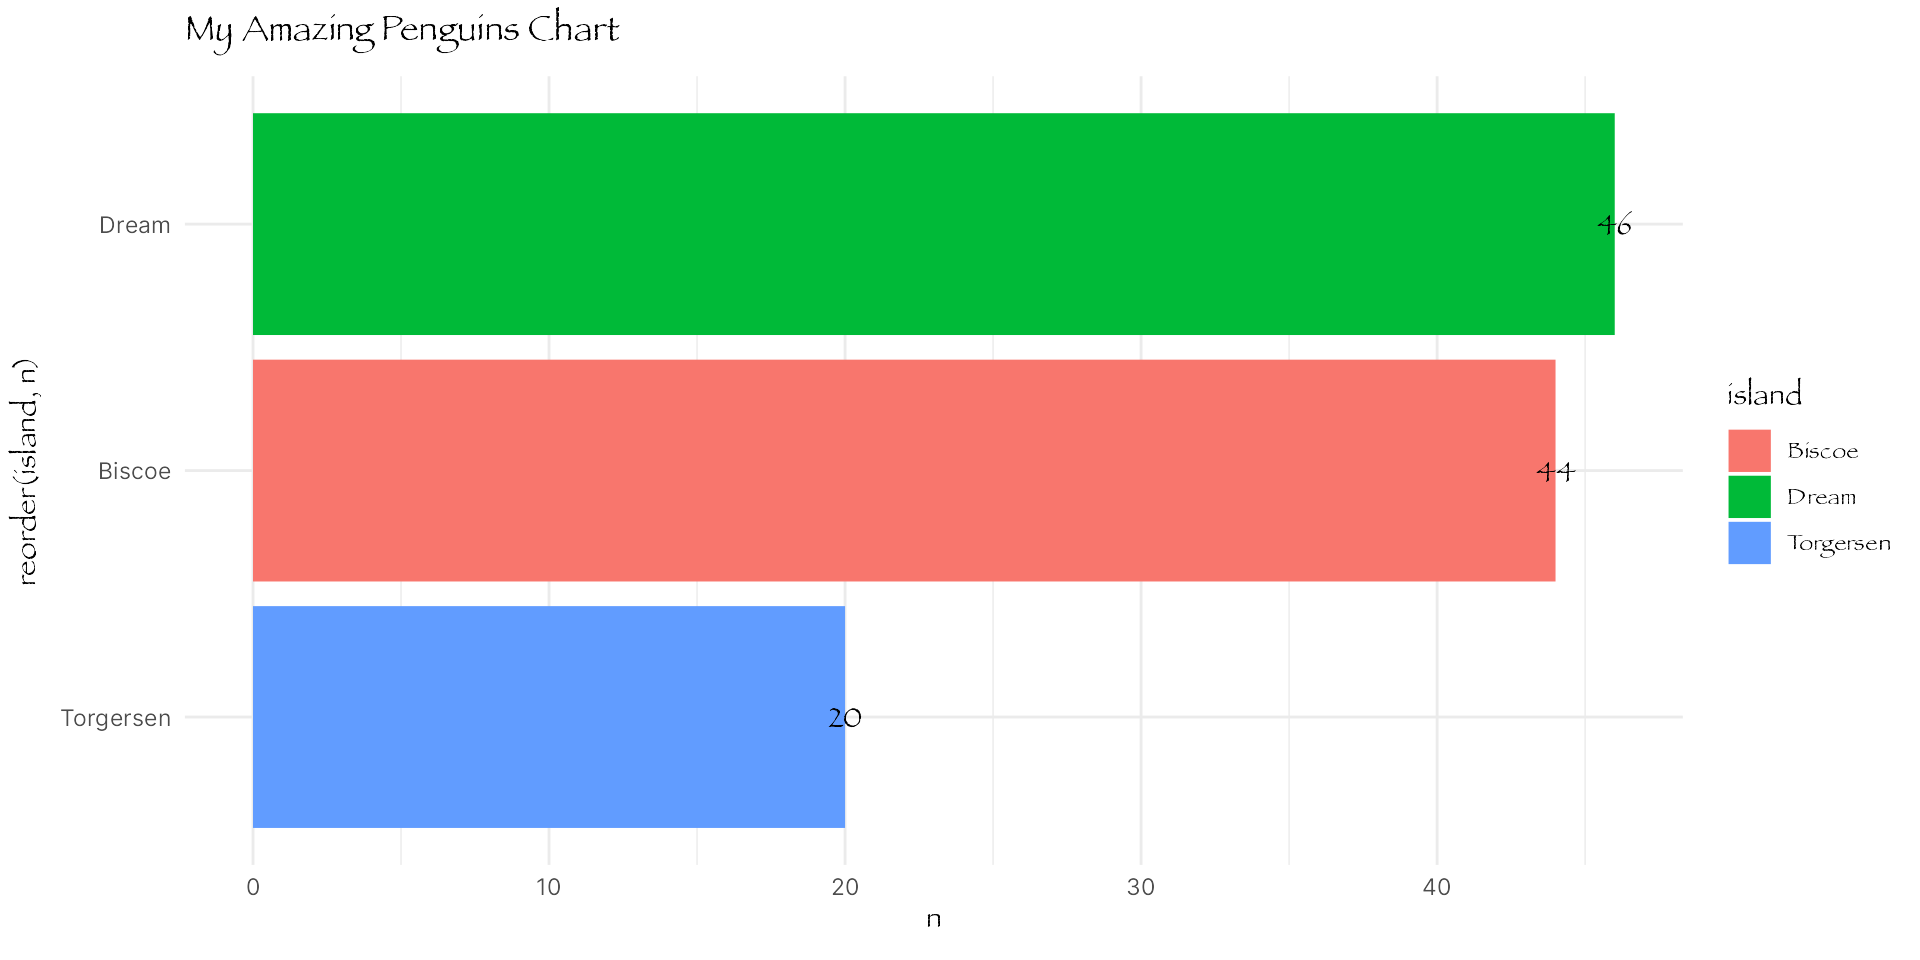 My Amazing Penguins Chart
reorder(island, n)
Dream
46
Biscoe
44
Torgersen
20
0 10 20 30 40
n
island
Biscoe
Dream
Torgersen